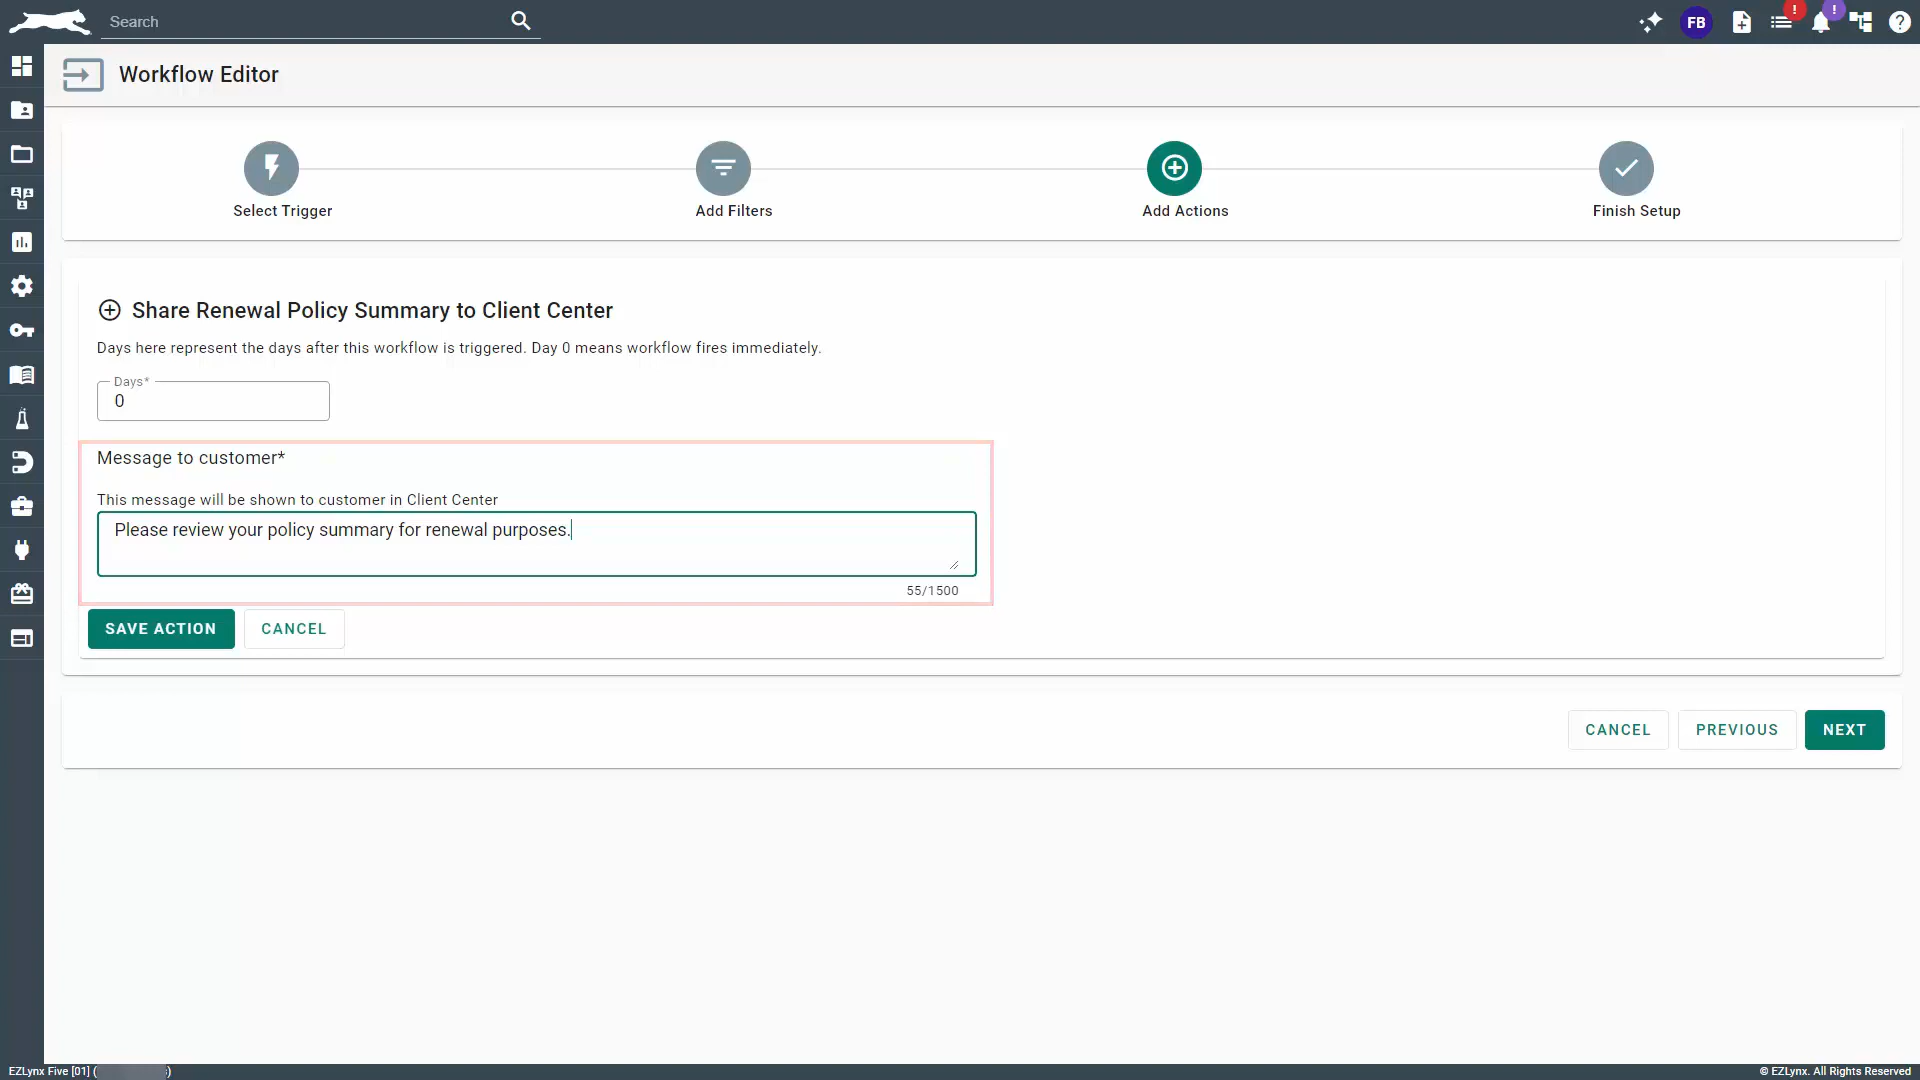 Search
FB
!
!
Workflow Editor
Select Trigger
Add Filters
Add Actions
Finish Setup
Share Renewal Policy Summary to Client Center
Days here represent the days after this workflow is triggered. Day 0 means workflow fires immediately.
Days*
0
Message to customer*
This message will be shown to customer in Client Center
Please review your policy summary for renewal purposes.
55/1500
SAVE ACTION
CANCEL
CANCEL
PREVIOUS
NEXT
EZLynx Five [01] (
© EZLynx. All Rights Reserved